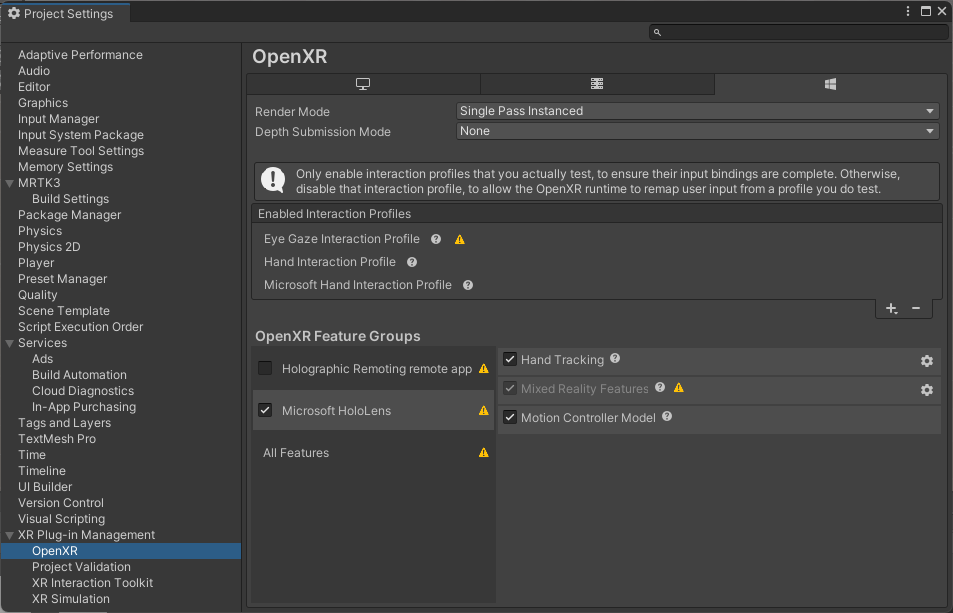 Project Settings
Adaptive Performance
Audio
Editor
Graphics
Input Manager
Input System Package
Measure Tool Settings
Memory Settings
MRTK3
Build Settings
Package Manager
Physics
Physics 2D
Player
Preset Manager
Quality
Scene Template
Script Execution Order
Services
Ads
Build Automation
Cloud Diagnostics
In-App Purchasing
Tags and Layers
TextMesh Pro
Time
Timeline
UI Builder
Version Control
Visual Scripting
XR Plug-in Management
OpenXR
Project Validation
XR Interaction Toolkit
XR Simulation
OpenXR
Render Mode Single Pass Instanced
Depth Submission Mode None
Only enable interaction profiles that you actually test, to ensure their input bindings are complete. Otherwise,
disable that interaction profile, to allow the OpenXR runtime to remap user input from a profile you do test.
Enabled Interaction Profiles
Eye Gaze Interaction Profile
Hand Interaction Profile
Microsoft Hand Interaction Profile
OpenXR Feature Groups
Holographic Remoting remote app
Microsoft HoloLens
All Features
Hand Tracking
Mixed Reality Features
Motion Controller Model